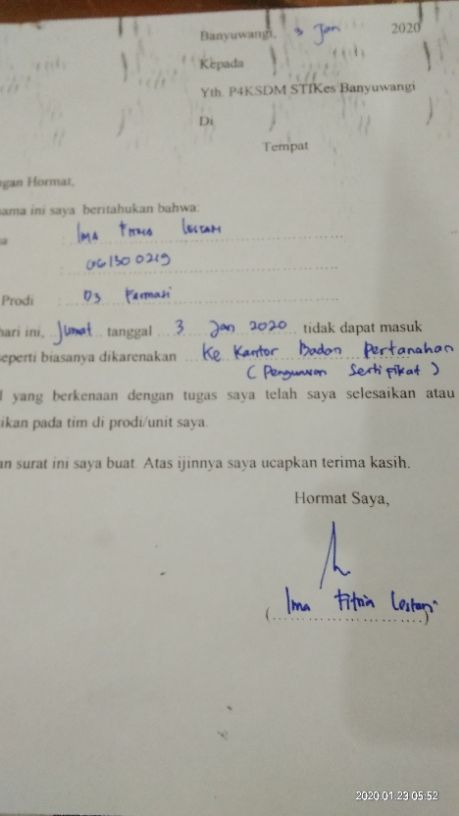 Banyuwangi, 3 Jan 2020
Kepada
Yth. P4KSDM STIKes Banyuwangi
Di
Tempat
ngan Hormat,
ama ini saya beritahukan bahwa:
a Ima Fitria Lestari
: 06 1300219
Prodi : D3 Farmasi
hari ini, Jumat tanggal 3 Jan 2020 tidak dapat masuk
seperti biasanya dikarenakan Ke Kantor Badan Pertanahan
( Pengurusan Sertifikat )
l yang berkenaan dengan tugas saya telah saya selesaikan atau
ikan pada tim di prodi/unit saya.
an surat ini saya buat. Atas ijinnya saya ucapkan terima kasih.
Hormat Saya,
(Ima Fitria Lestari)
2020.01.23 05:52